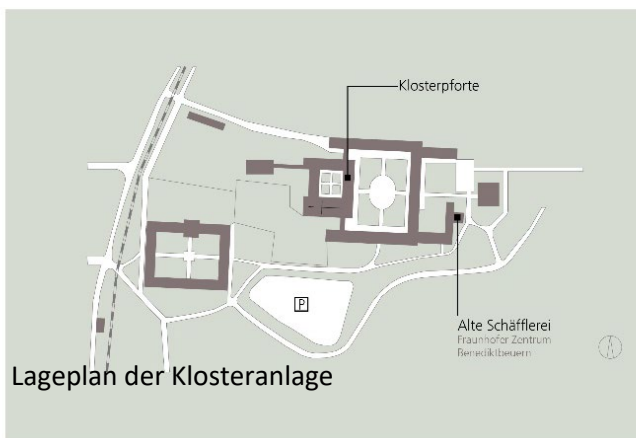 Klosterpforte
P
Alte Schäfflerei
Fraunhofer Zentrum
Benediktbeuern
Lageplan der Klosteranlage